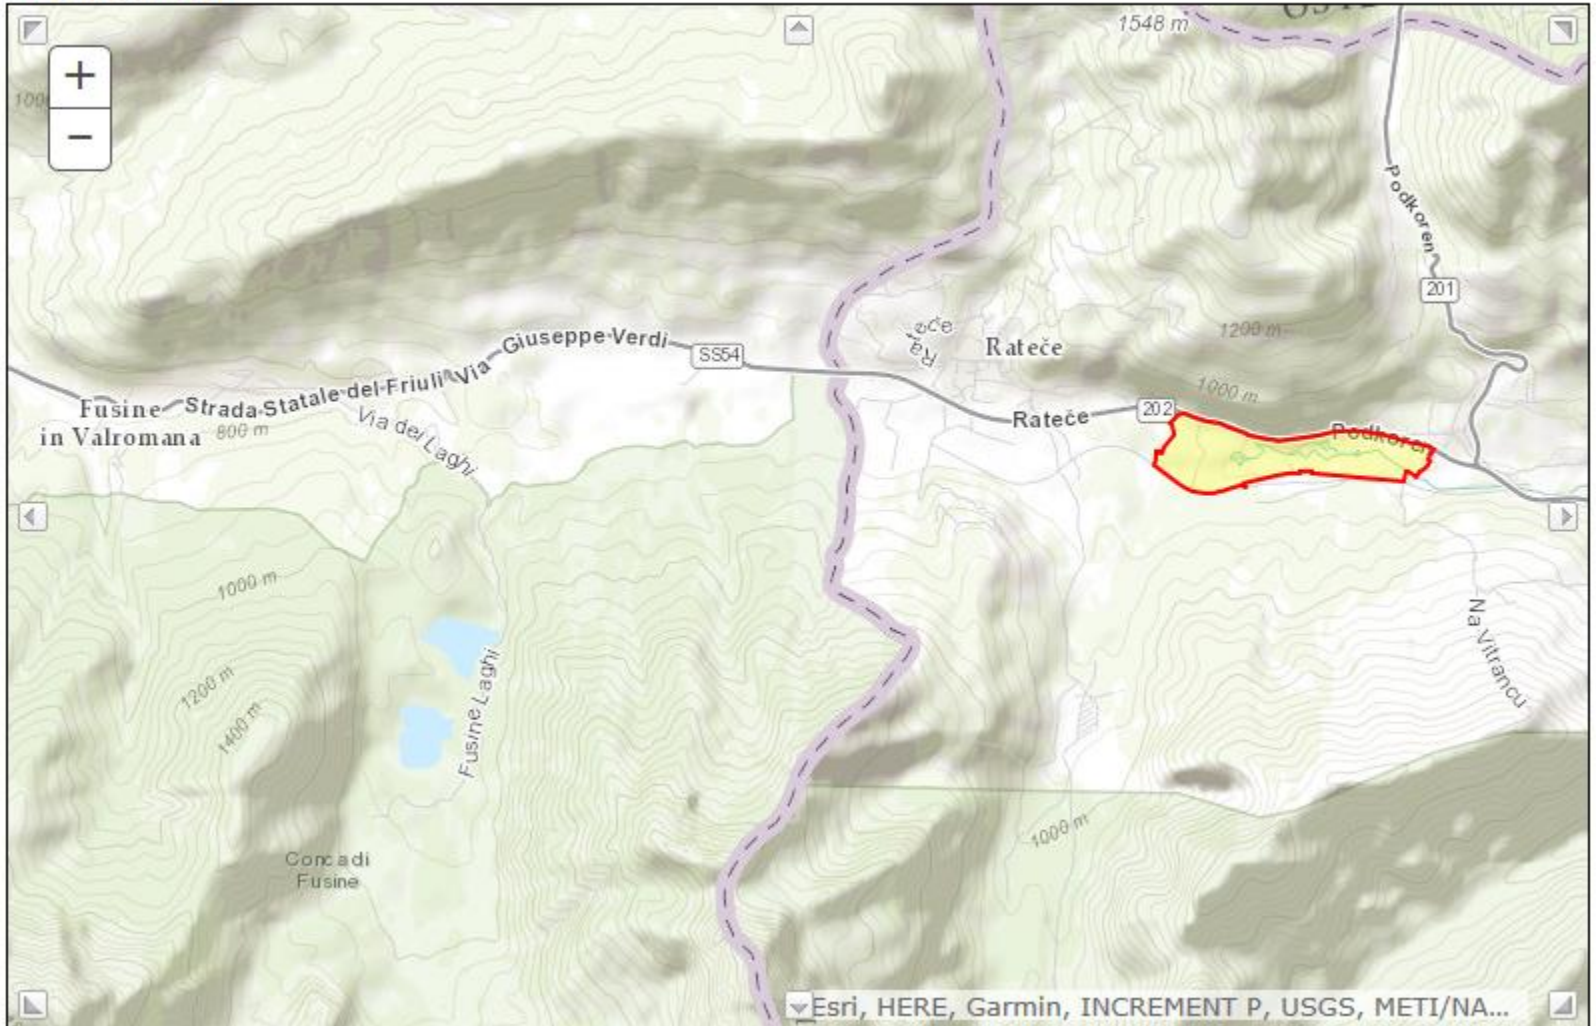 1548 m
+
−
Podkoren
201
Rateče
Rateče
1200 m
Giuseppe Verdi
SS54
Strada Statale del Friuli Via
1000 m
202
Fusine
in Valromana
800 m
Via dei Laghi
Rateče
Podkoren
1000 m
Na Vitrancu
1200 m
1400 m
Fusine Laghi
1000 m
Conca di
Fusine
Esri, HERE, Garmin, INCREMENT P, USGS, METI/NA...